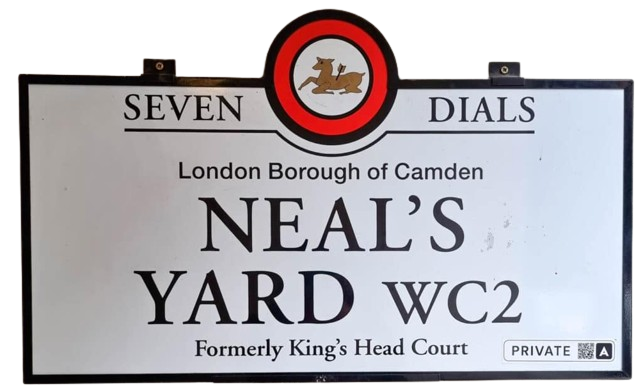 SEVEN DIALS
London Borough of Camden
NEAL'S
YARD WC2
Formerly King's Head Court
PRIVATE A